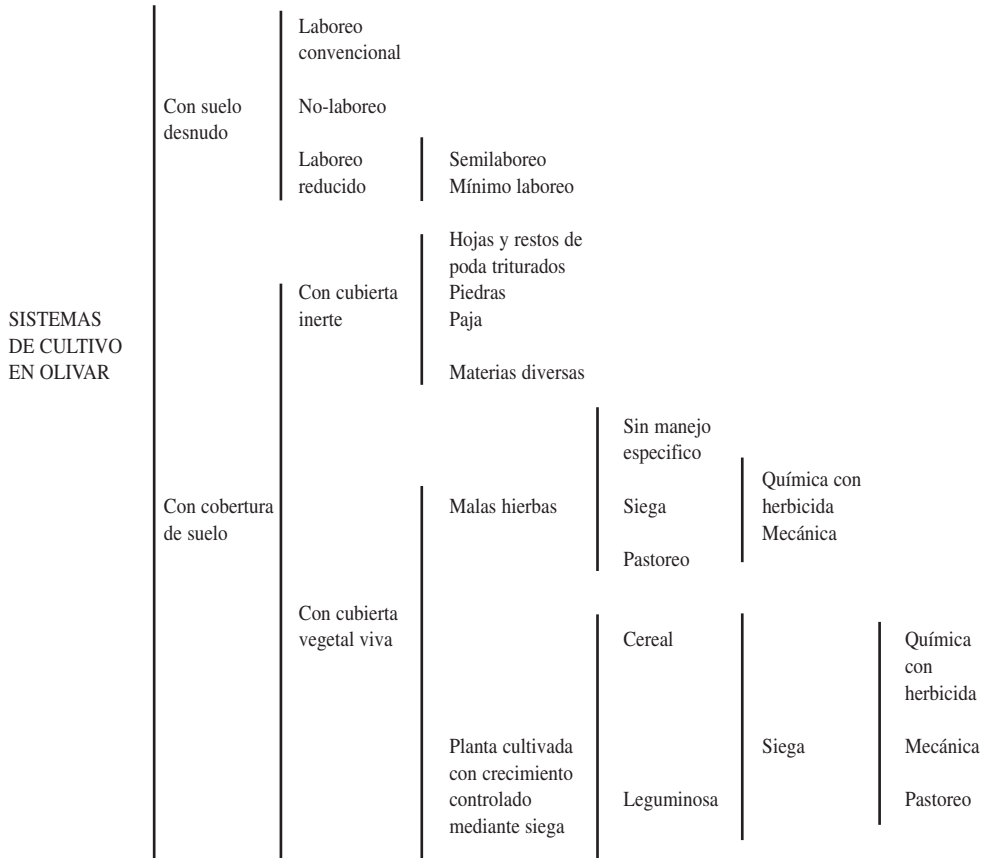 SISTEMAS
DE CULTIVO
EN OLIVAR
Con suelo
desnudo
Laboreo
convencional
No-laboreo
Laboreo
reducido
Semilaboreo
Mínimo laboreo
Con cobertura
de suelo
Con cubierta
inerte
Hojas y restos de
poda triturados
Piedras
Paja
Materias diversas
Con cubierta
vegetal viva
Malas hierbas
Sin manejo
especifico
Siega
Química con
herbicida
Mecánica
Pastoreo
Planta cultivada
con crecimiento
controlado
mediante siega
Cereal
Leguminosa
Siega
Química
con
herbicida
Mecánica
Pastoreo